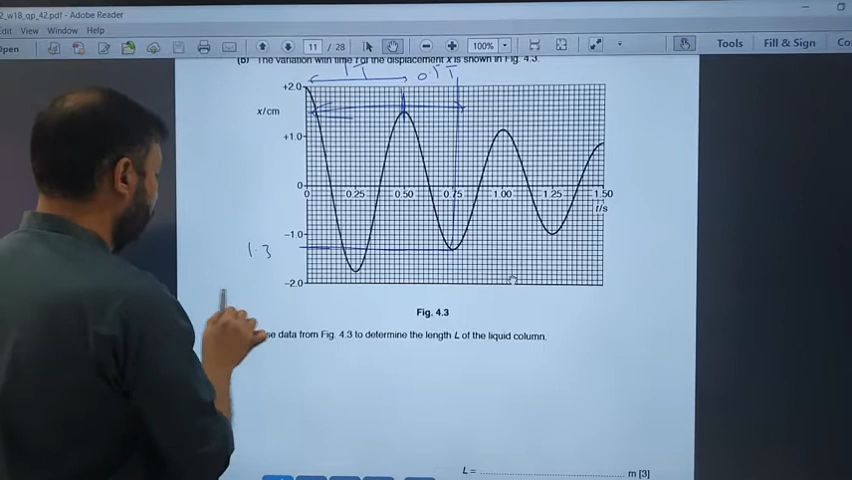 2_w18_qp_42.pdf - Adobe Reader
Edit View Window Help
Open 11 / 28 100% Tools Fill & Sign Co
(b) The variation with time t of the displacement x is shown in Fig. 4.3.
1T
+2.0
x/cm
+1.0
0
0 0.25 0.50 0.75 1.00 1.25 1.50
t/s
−1.0
1.3
−2.0
Fig. 4.3
se data from Fig. 4.3 to determine the length L of the liquid column.
L = m [3]